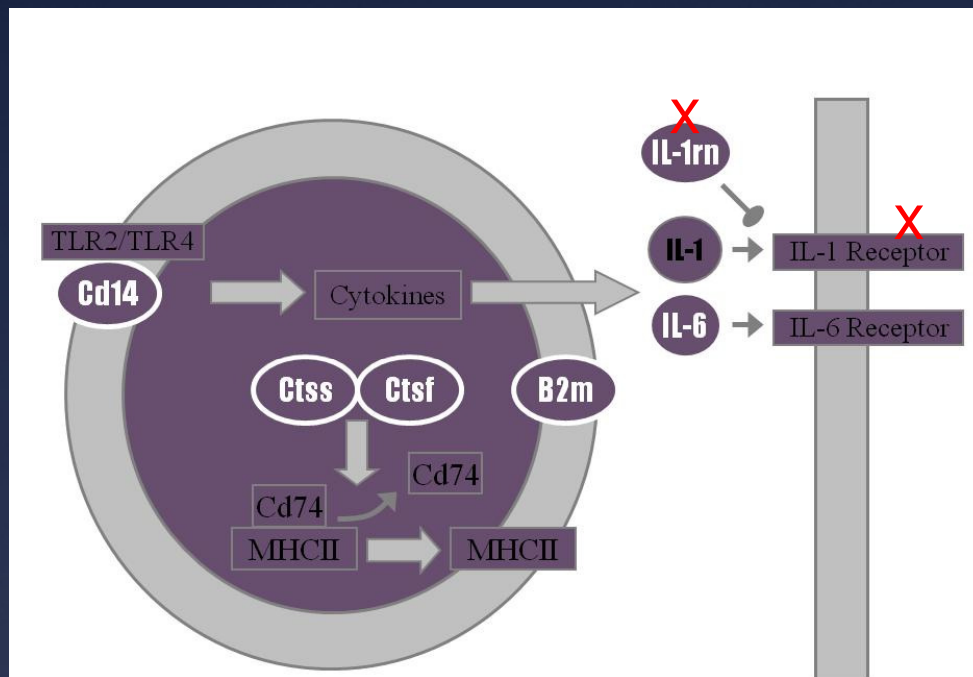 X
IL-1rn
X
TLR2/TLR4
IL-1
IL-1 Receptor
Cd14
Cytokines
IL-6
IL-6 Receptor
Ctss
Ctsf
B2m
Cd74
Cd74
MHCII
MHCII